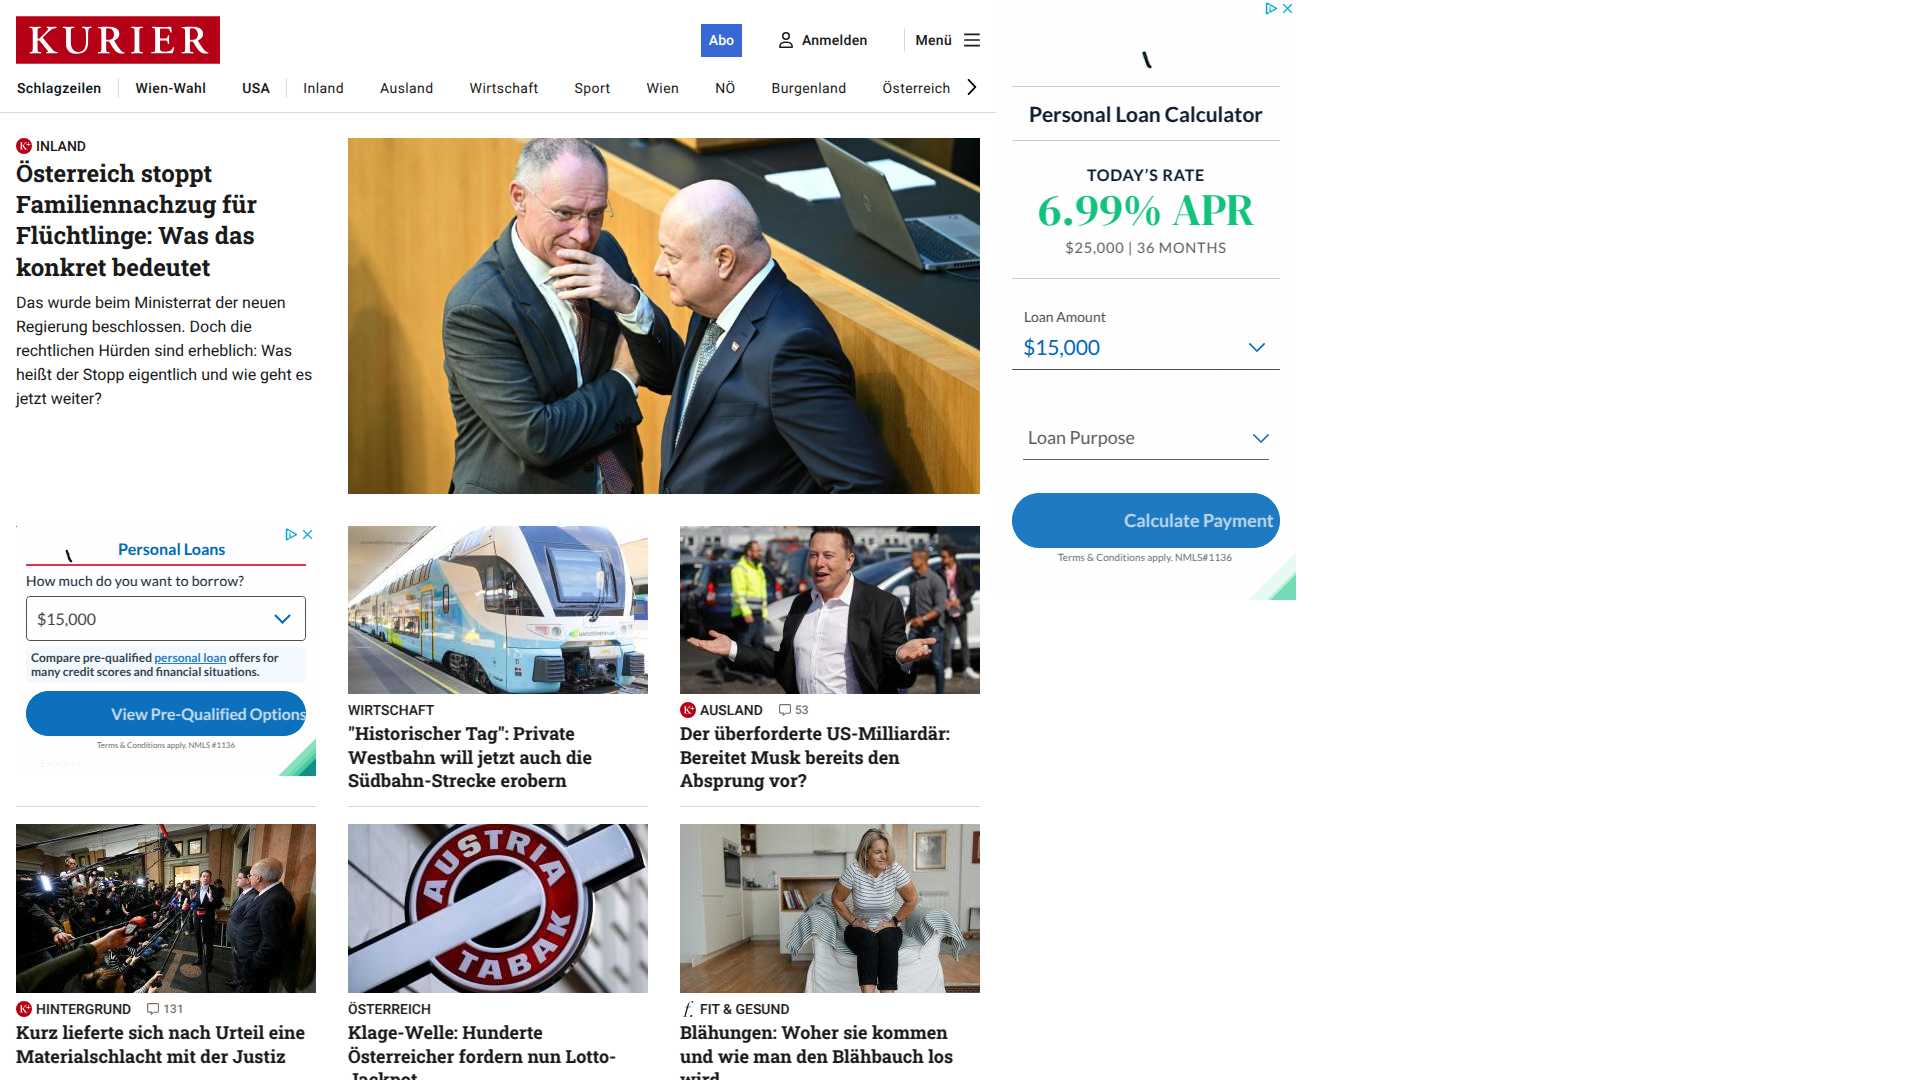 KURIER
Abo
Anmelden
Menü
Schlagzeilen
Wien-Wahl
USA
Inland
Ausland
Wirtschaft
Sport
Wien
NÖ
Burgenland
Österreich
INLAND
Österreich stoppt
Familiennachzug für
Flüchtlinge: Was das
konkret bedeutet
Das wurde beim Ministerrat der neuen
Regierung beschlossen. Doch die
rechtlichen Hürden sind erheblich: Was
heißt der Stopp eigentlich und wie geht es
jetzt weiter?
Personal Loan Calculator
TODAY'S RATE
6.99% APR
$25,000 | 36 MONTHS
Loan Amount
$15,000
Loan Purpose
Calculate Payment
Terms & Conditions apply. NMLS#1136
Personal Loans
How much do you want to borrow?
$15,000
Compare pre-qualified personal loan offers for
many credit scores and financial situations.
View Pre-Qualified Options
Terms & Conditions apply. NMLS #1136
WIRTSCHAFT
"Historischer Tag": Private
Westbahn will jetzt auch die
Südbahn-Strecke erobern
AUSLAND 53
Der überforderte US-Milliardär:
Bereitet Musk bereits den
Absprung vor?
HINTERGRUND 131
Kurz lieferte sich nach Urteil eine
Materialschlacht mit der Justiz
AUSTRIA
TABAK
ÖSTERREICH
Klage-Welle: Hunderte
Österreicher fordern nun Lotto-
Jackpot
FIT & GESUND
Blähungen: Woher sie kommen
und wie man den Blähbauch los
wird